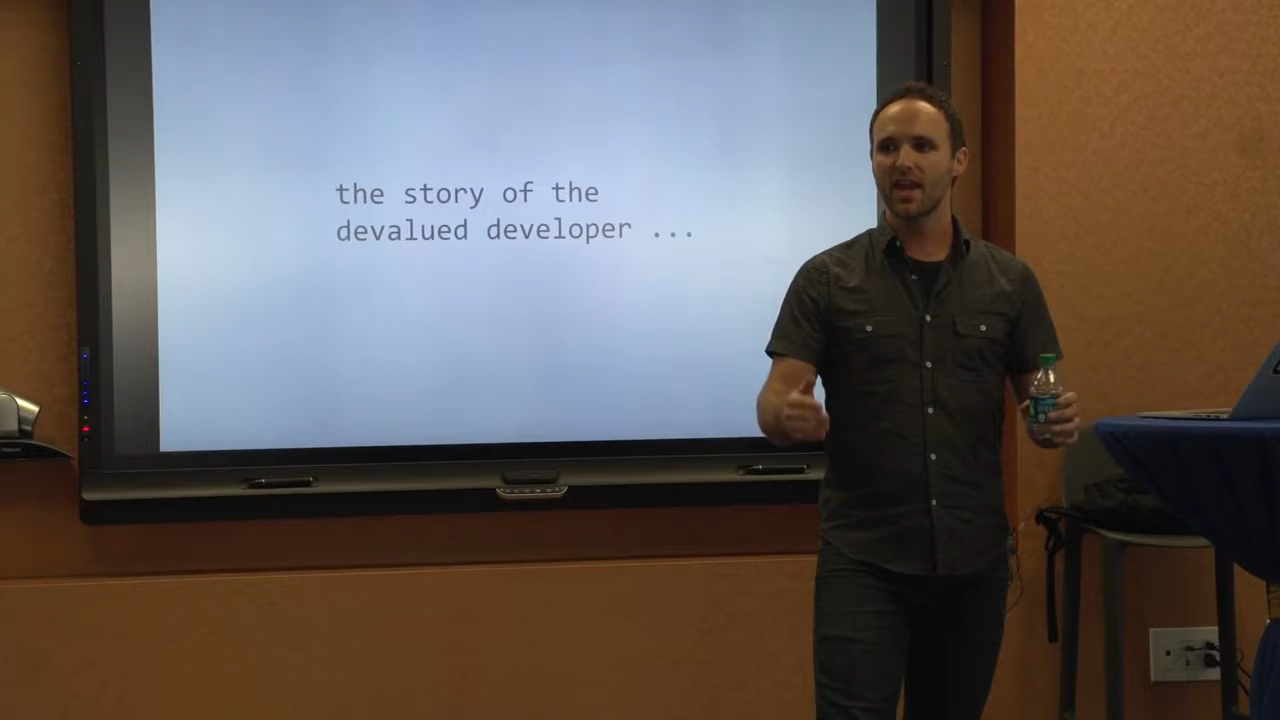 the story of the
devalued developer ...